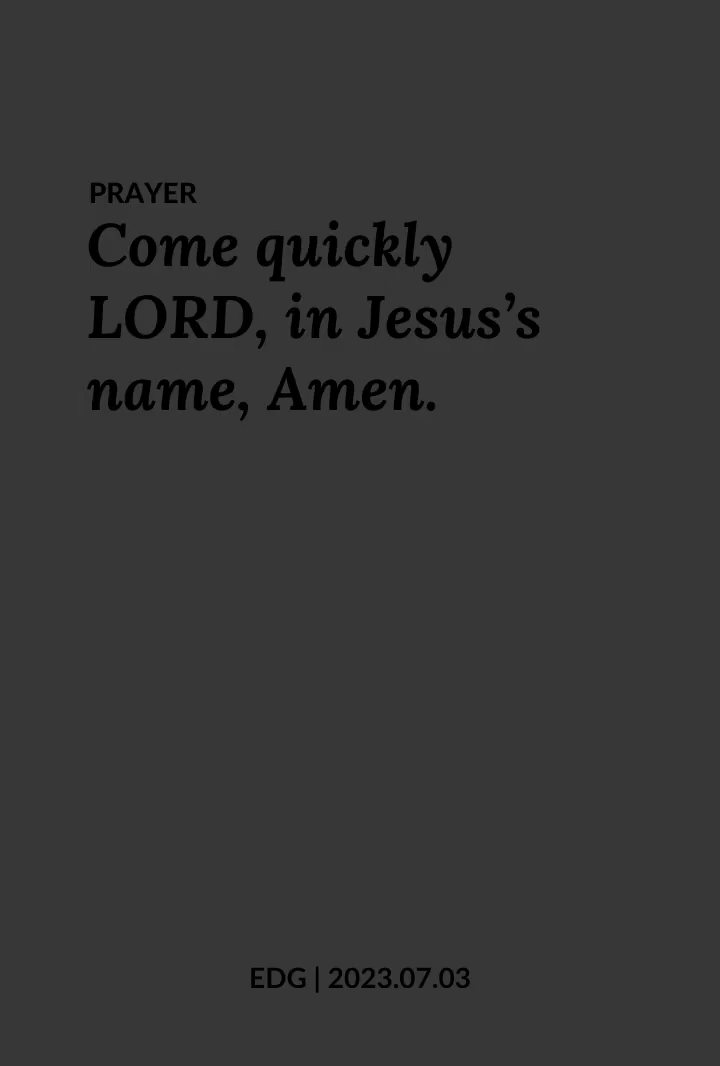 PRAYER
Come quickly
LORD, in Jesus’s
name, Amen.
EDG | 2023.07.03